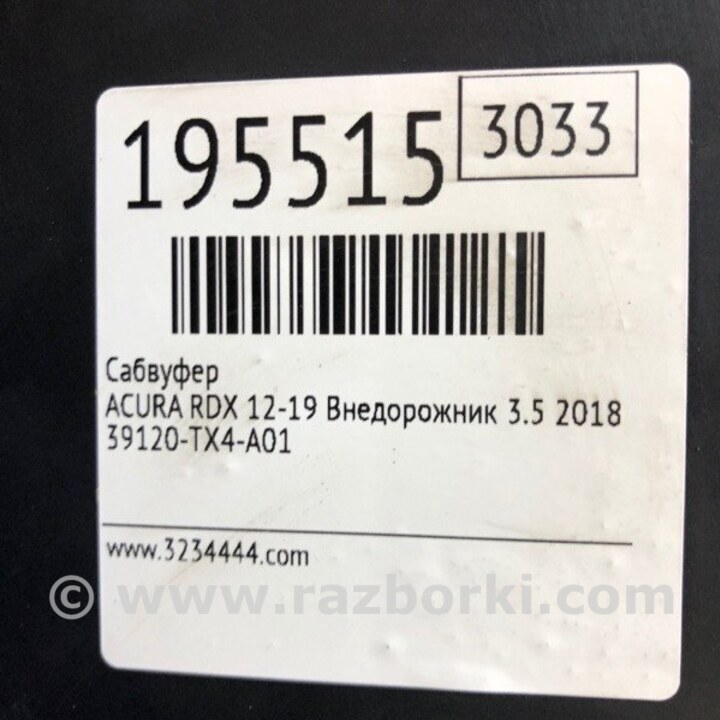 195515
3033
Сабвуфер
ACURA RDX 12-19 Внедорожник 3.5 2018
39120-TX4-A01
www.3234444.com
© www.razborki.com